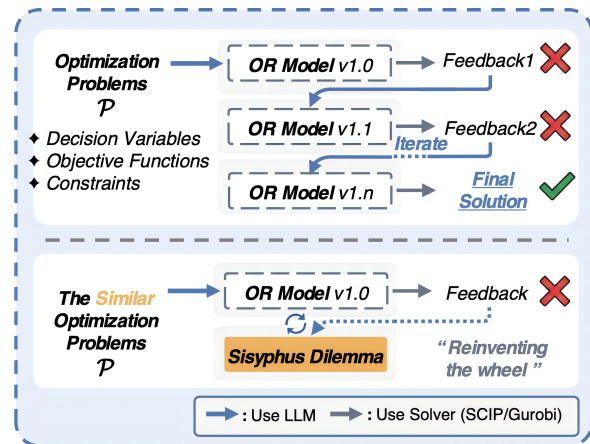 Optimization
Problems
𝒫
✦ Decision Variables
✦ Objective Functions
✦ Constraints
OR Model v1.0
Feedback1
OR Model v1.1
Feedback2
Iterate
OR Model v1.n
Final
Solution
The Similar
Optimization
Problems
𝒫
OR Model v1.0
Feedback
Sisyphus Dilemma
“ Reinventing
the wheel ”
: Use LLM
: Use Solver (SCIP/Gurobi)